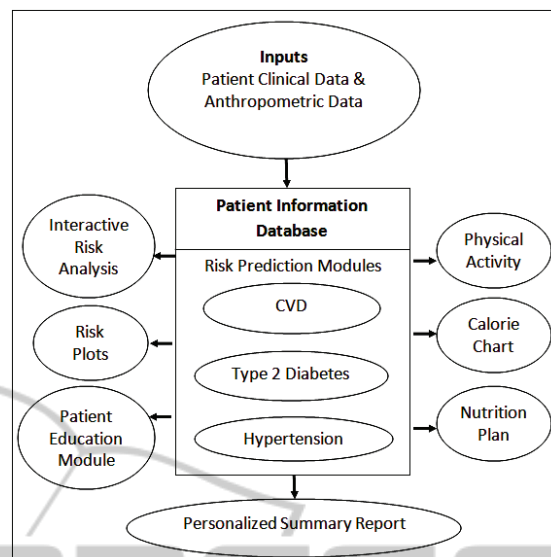 Inputs
Patient Clinical Data &
Anthropometric Data
Patient Information
Database
Risk Prediction Modules
CVD
Type 2 Diabetes
Hypertension
Interactive
Risk
Analysis
Risk
Plots
Patient
Education
Module
Physical
Activity
Calorie
Chart
Nutrition
Plan
Personalized Summary Report